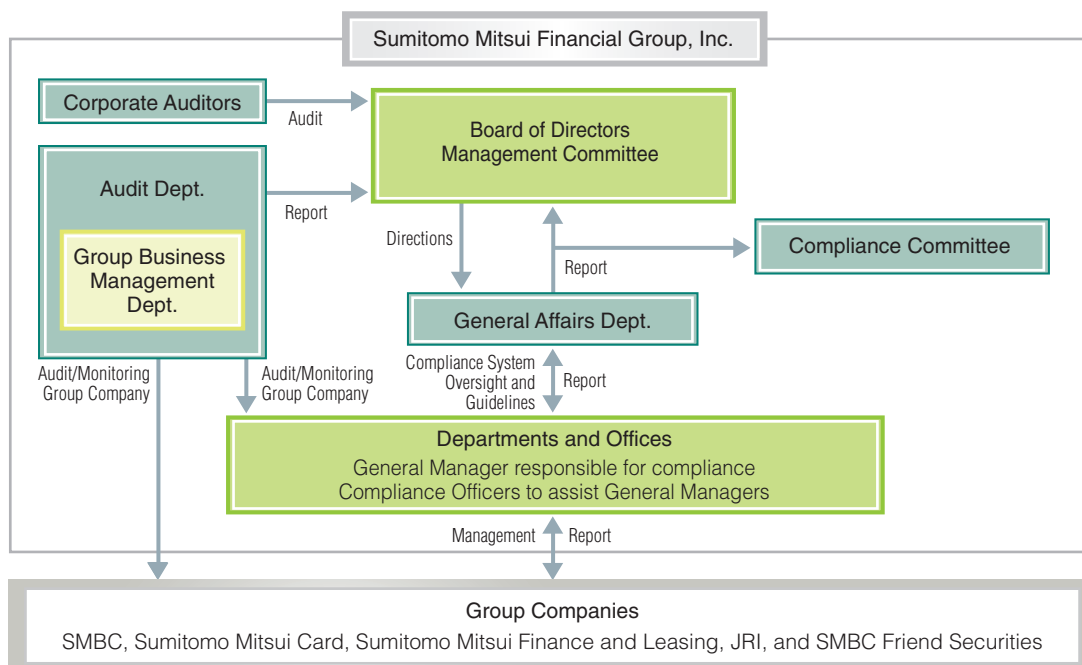 Sumitomo Mitsui Financial Group, Inc.
Corporate Auditors
Audit
Board of Directors
Management Committee
Audit Dept.
Report
Group Business
Management
Dept.
Directions
Report
Compliance Committee
General Affairs Dept.
Audit/Monitoring
Group Company
Audit/Monitoring
Group Company
Compliance System
Oversight and
Guidelines
Report
Departments and Offices
General Manager responsible for compliance
Compliance Officers to assist General Managers
Management
Report
Group Companies
SMBC, Sumitomo Mitsui Card, Sumitomo Mitsui Finance and Leasing, JRI, and SMBC Friend Securities